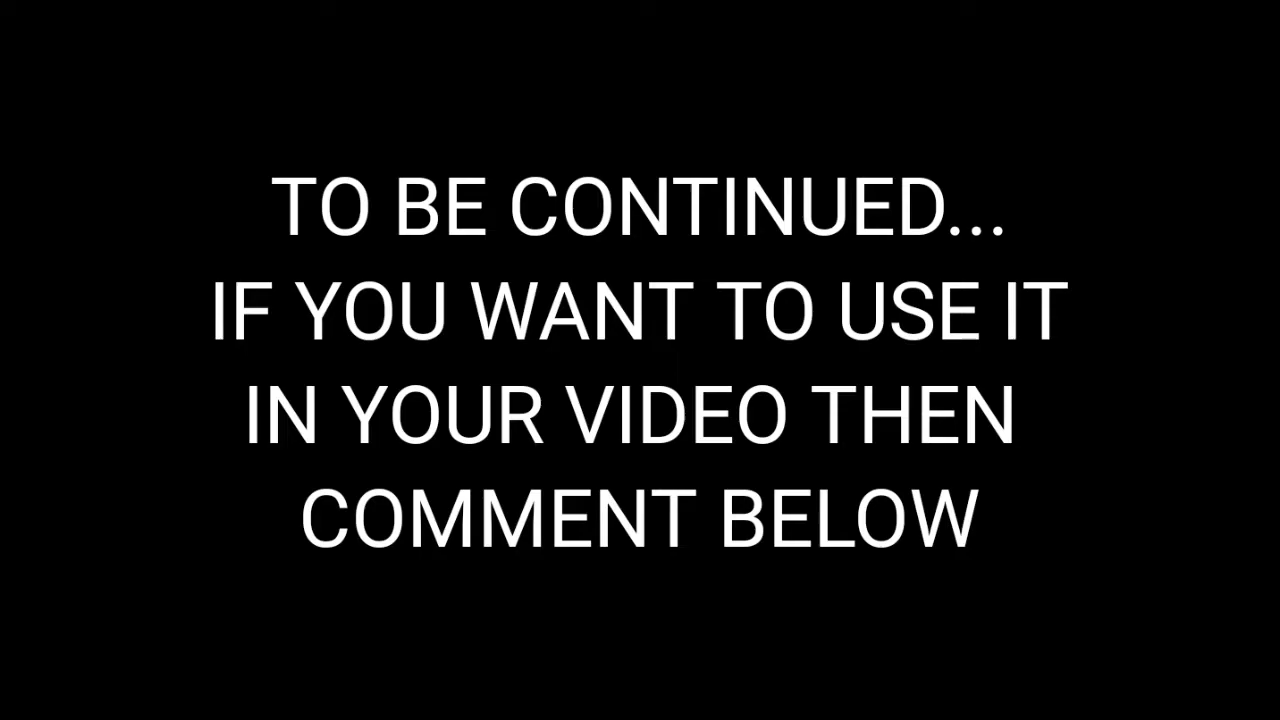 TO BE CONTINUED...
IF YOU WANT TO USE IT
IN YOUR VIDEO THEN
COMMENT BELOW